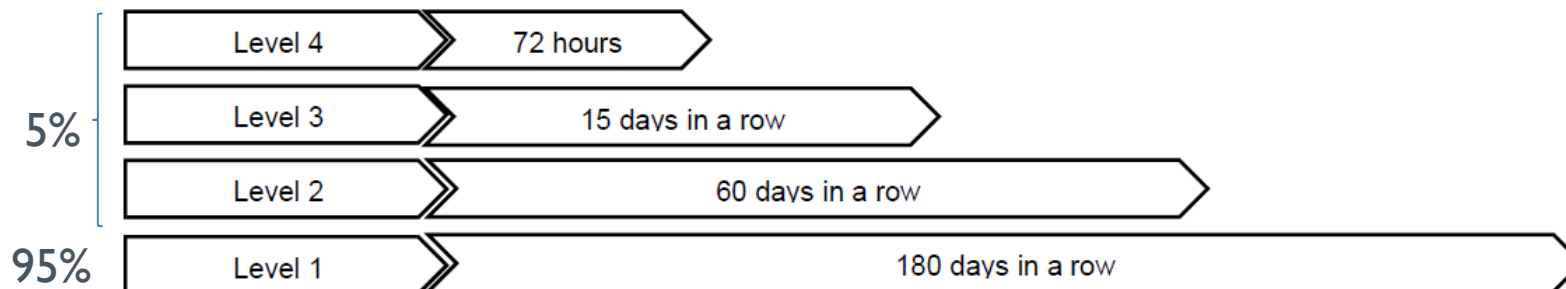 Level 4 72 hours
5% Level 3 15 days in a row
Level 2 60 days in a row
95% Level 1 180 days in a row